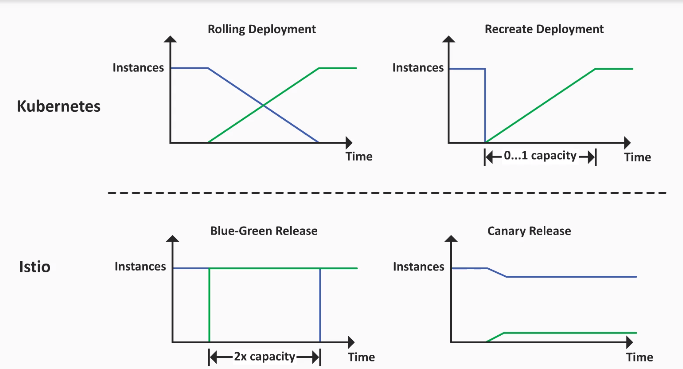 Rolling Deployment
Recreate Deployment
Instances
Instances
Kubernetes
Time
0...1 capacity
Time
Blue-Green Release
Canary Release
Istio
Instances
Instances
2x capacity
Time
Time